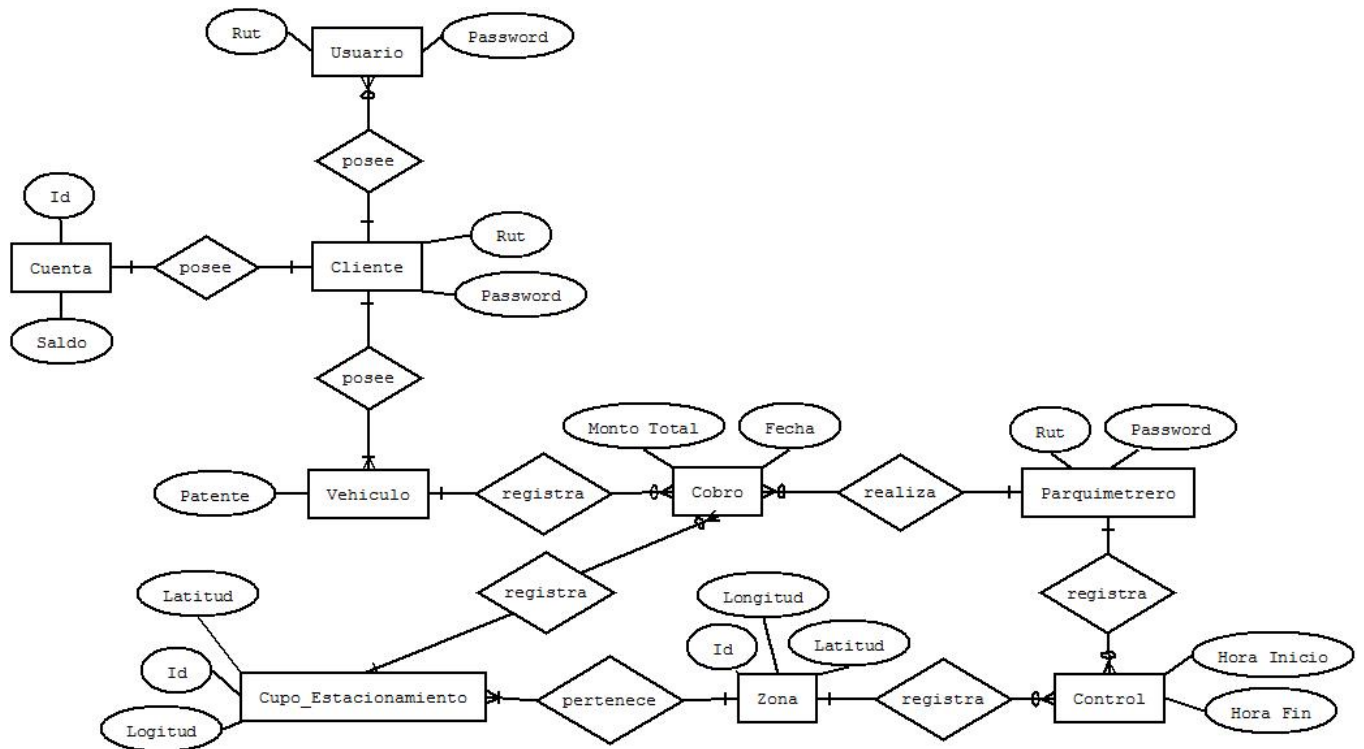 Rut
Usuario
Password
posee
Id
Cuenta
posee
Cliente
Rut
Password
Saldo
posee
Monto Total
Fecha
Rut
Password
Patente
Vehiculo
registra
Cobro
realiza
Parquimetrero
Latitud
registra
Longitud
registra
Id
Latitud
Hora Inicio
Id
Cupo_Estacionamiento
pertenece
Zona
registra
Control
Logitud
Hora Fin